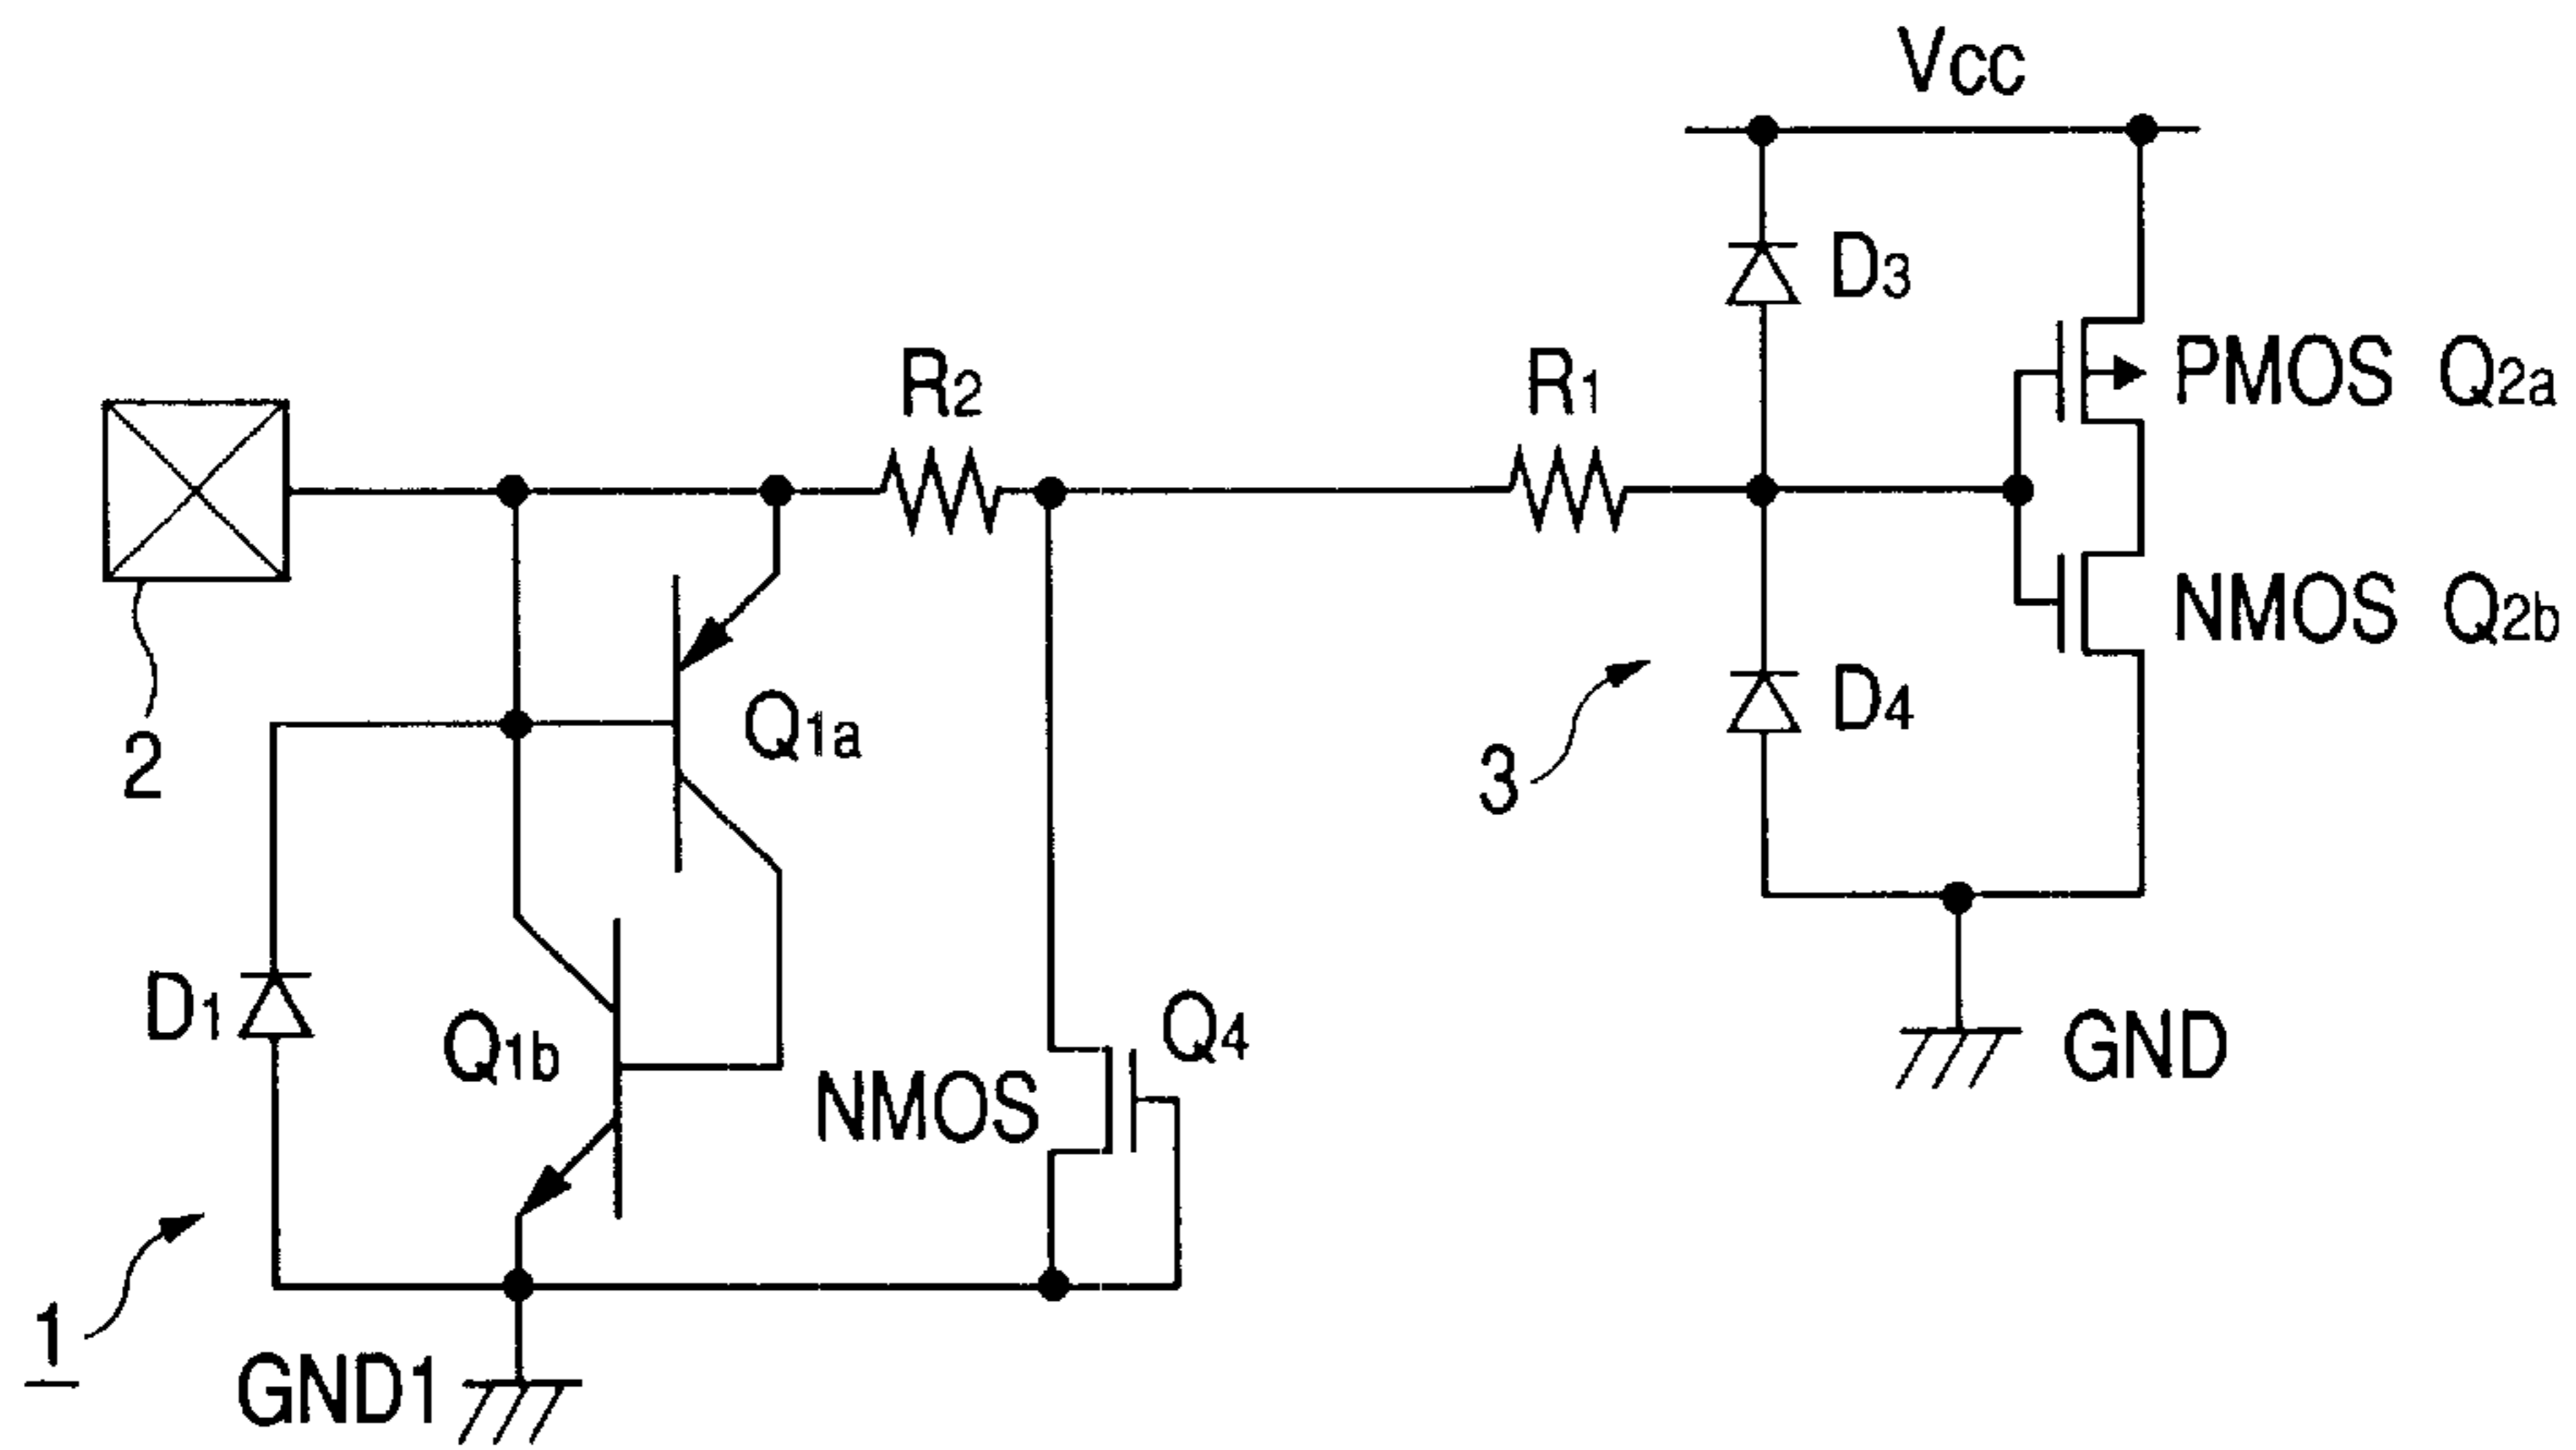 Vcc
D3
R2
R1
PMOS Q2a
NMOS Q2b
2
Q1a
3
D4
D1
Q1b
NMOS
Q4
GND
1
GND1